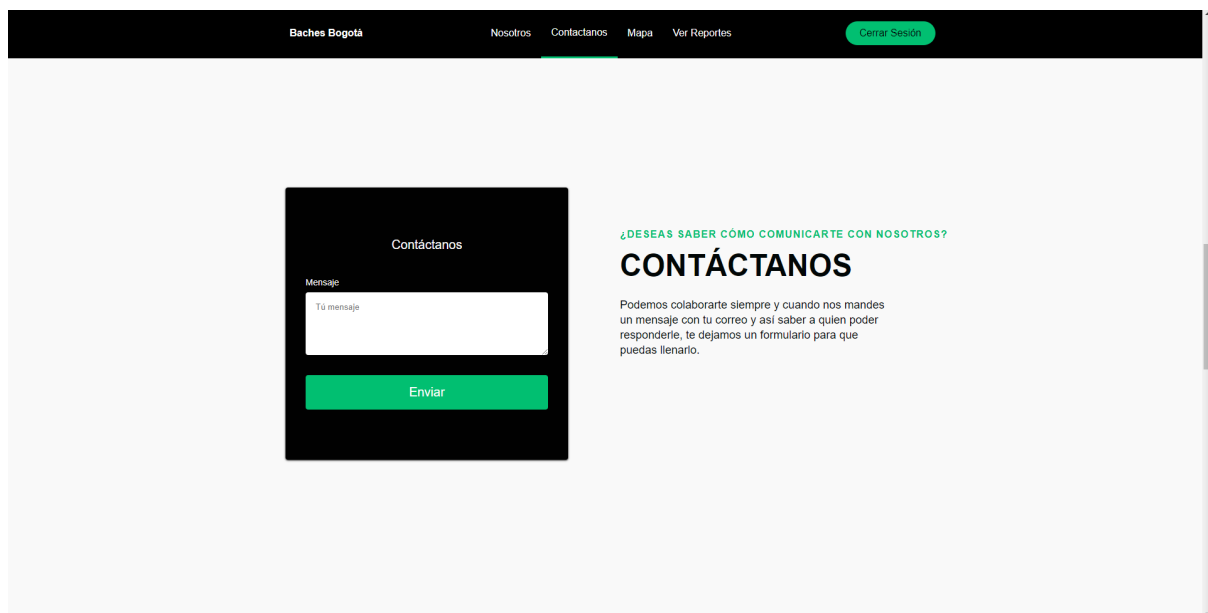 Baches Bogotá
Nosotros
Contactanos
Mapa
Ver Reportes
Cerrar Sesión
Contáctanos
Mensaje
Tú mensaje
Enviar
¿DESEAS SABER CÓMO COMUNICARTE CON NOSOTROS?
CONTÁCTANOS
Podemos colaborarte siempre y cuando nos mandes
un mensaje con tu correo y así saber a quien poder
responderle, te dejamos un formulario para que
puedas llenarlo.